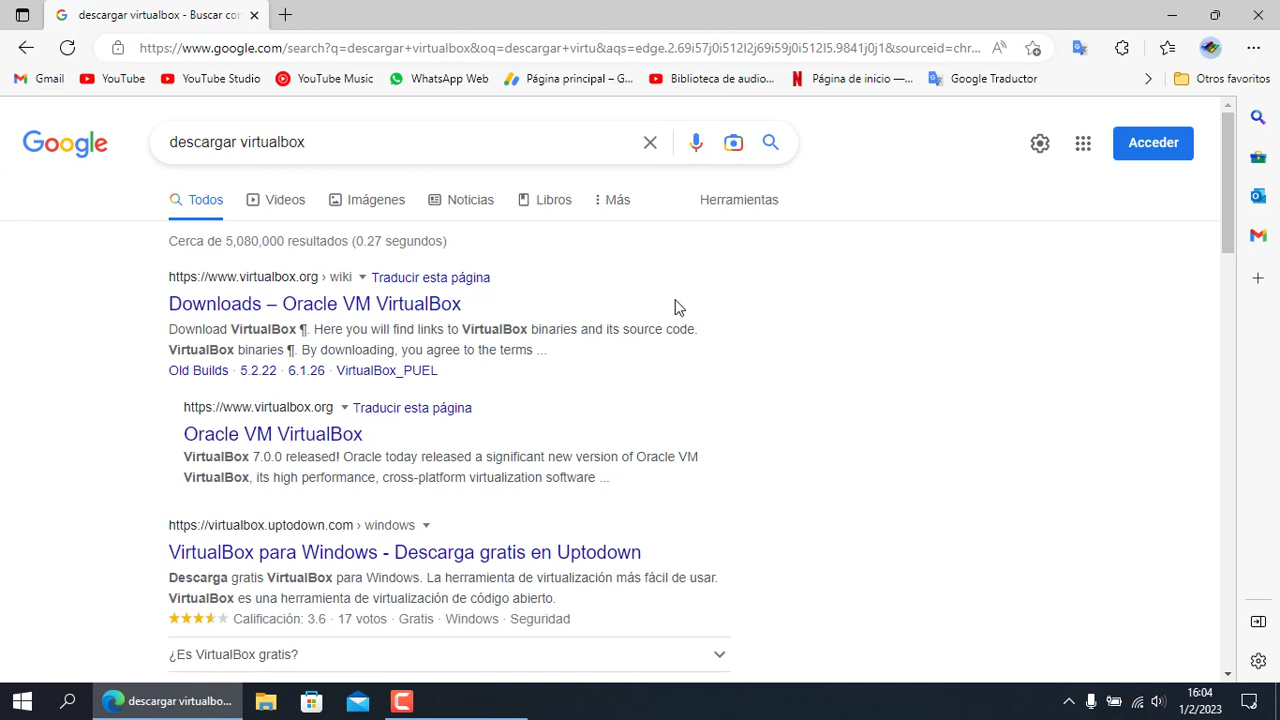 descargar virtualbox - Buscar con
https://www.google.com/search?q=descargar+virtualbox&oq=descargar+virtu&aqs=edge.2.69i57j0i512l2j69i59j0i512l5.9841j0j1&sourceid=chr...
Gmail YouTube YouTube Studio YouTube Music WhatsApp Web Página principal – G... Biblioteca de audio... Página de inicio —... Google Traductor Otros favoritos
Google descargar virtualbox Acceder
Todos Videos Imágenes Noticias Libros Más Herramientas
Cerca de 5,080,000 resultados (0.27 segundos)
https://www.virtualbox.org › wiki Traducir esta página
Downloads – Oracle VM VirtualBox
Download VirtualBox ¶. Here you will find links to VirtualBox binaries and its source code.
VirtualBox binaries ¶. By downloading, you agree to the terms ...
Old Builds · 5.2.22 · 6.1.26 · VirtualBox_PUEL
https://www.virtualbox.org Traducir esta página
Oracle VM VirtualBox
VirtualBox 7.0.0 released! Oracle today released a significant new version of Oracle VM
VirtualBox, its high performance, cross-platform virtualization software ...
https://virtualbox.uptodown.com › windows
VirtualBox para Windows - Descarga gratis en Uptodown
Descarga gratis VirtualBox para Windows. La herramienta de virtualización más fácil de usar.
VirtualBox es una herramienta de virtualización de código abierto.
Calificación: 3.6 · 17 votos · Gratis · Windows · Seguridad
¿Es VirtualBox gratis?
descargar virtualbo...
16:04
1/2/2023